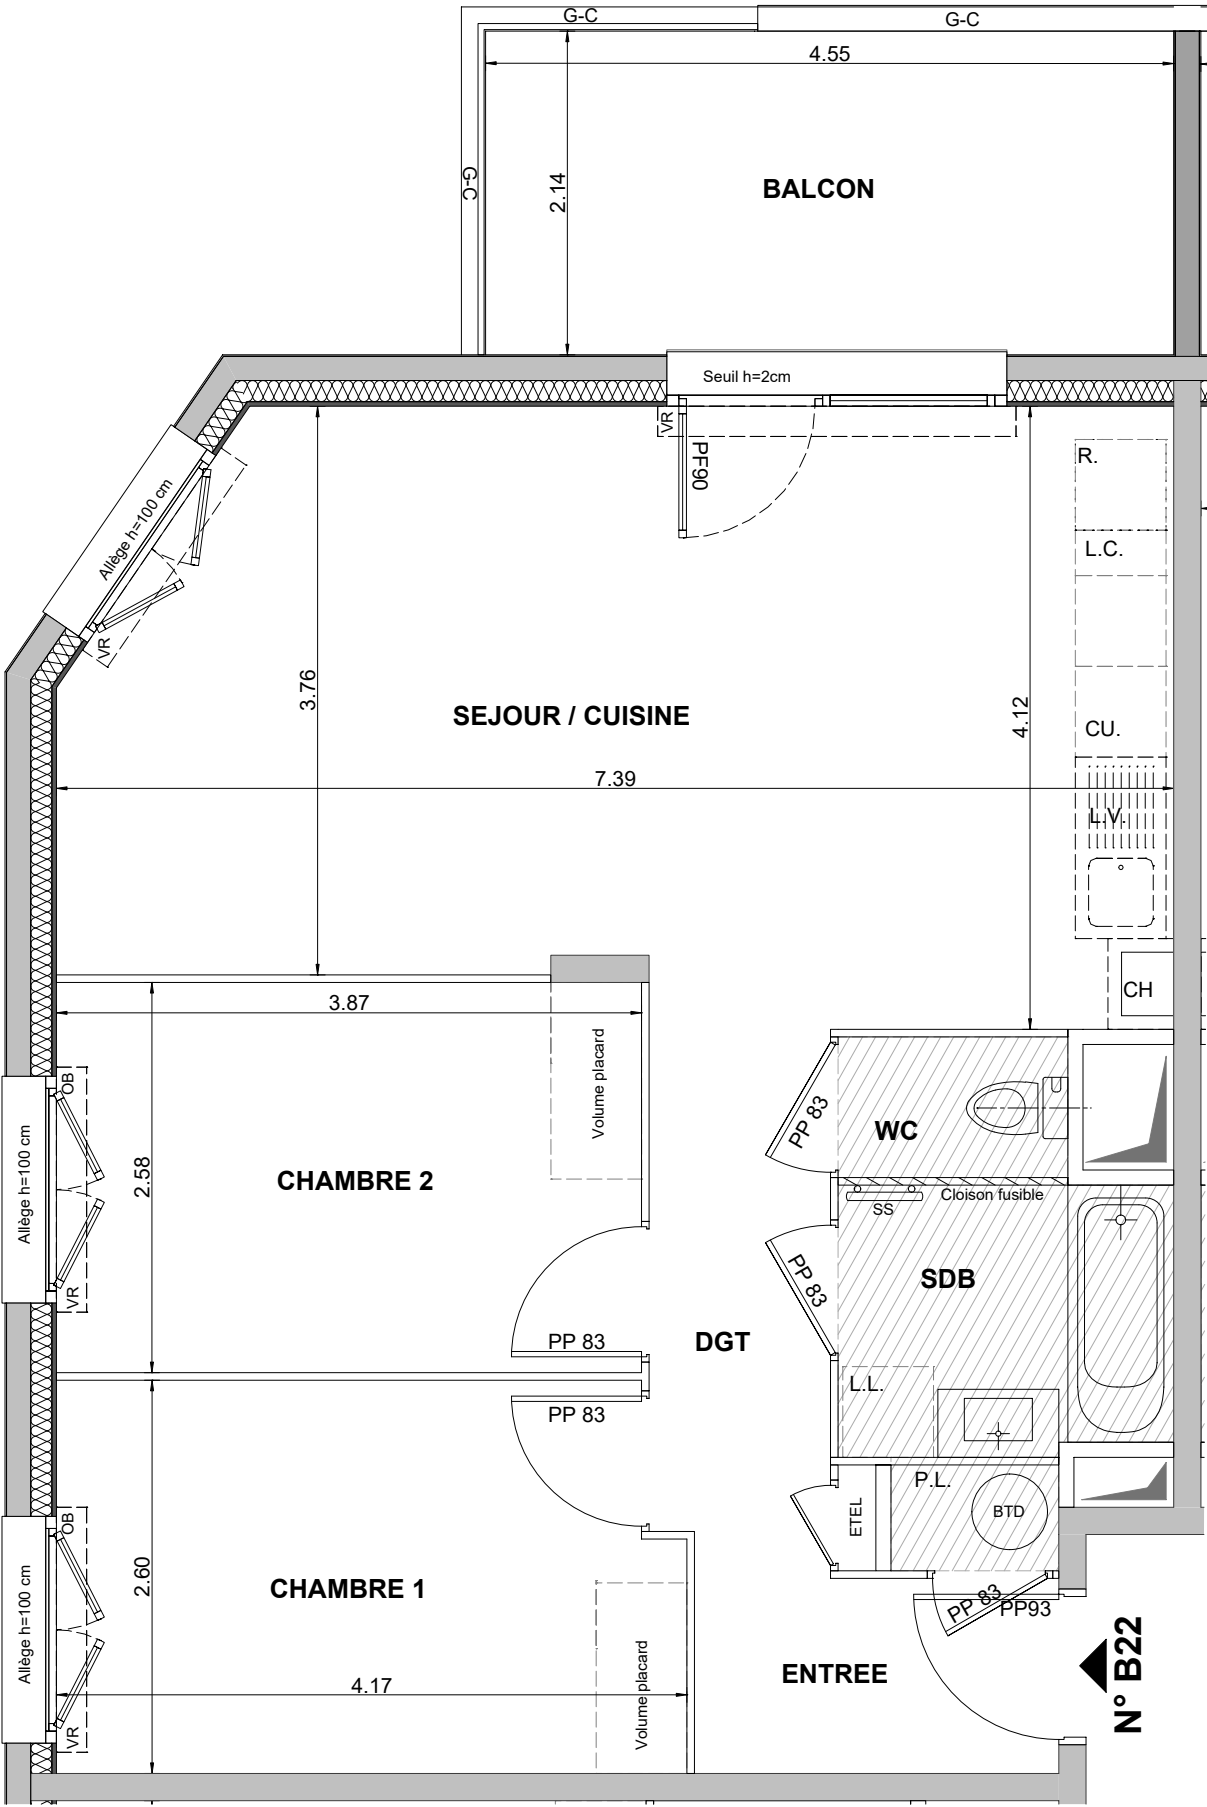 G-C
G-C
4.55
G-C
2.14
BALCON
Seuil h=2cm
VR
PF90
R.
L.C.
Allège h=100 cm
VR
3.76
SEJOUR / CUISINE
4.12
CU.
7.39
L.V.
CH
3.87
Volume placard
OB
Allège h=100 cm
2.58
CHAMBRE 2
VR
PP 83
WC
PP 83
Cloison fusible
SS
SDB
PP 83
DGT
PP 83
L.L.
P.L.
ETEL
BTD
OB
Allège h=100 cm
2.60
CHAMBRE 1
VR
4.17
Volume placard
PP 83
PP93
ENTREE
N° B22